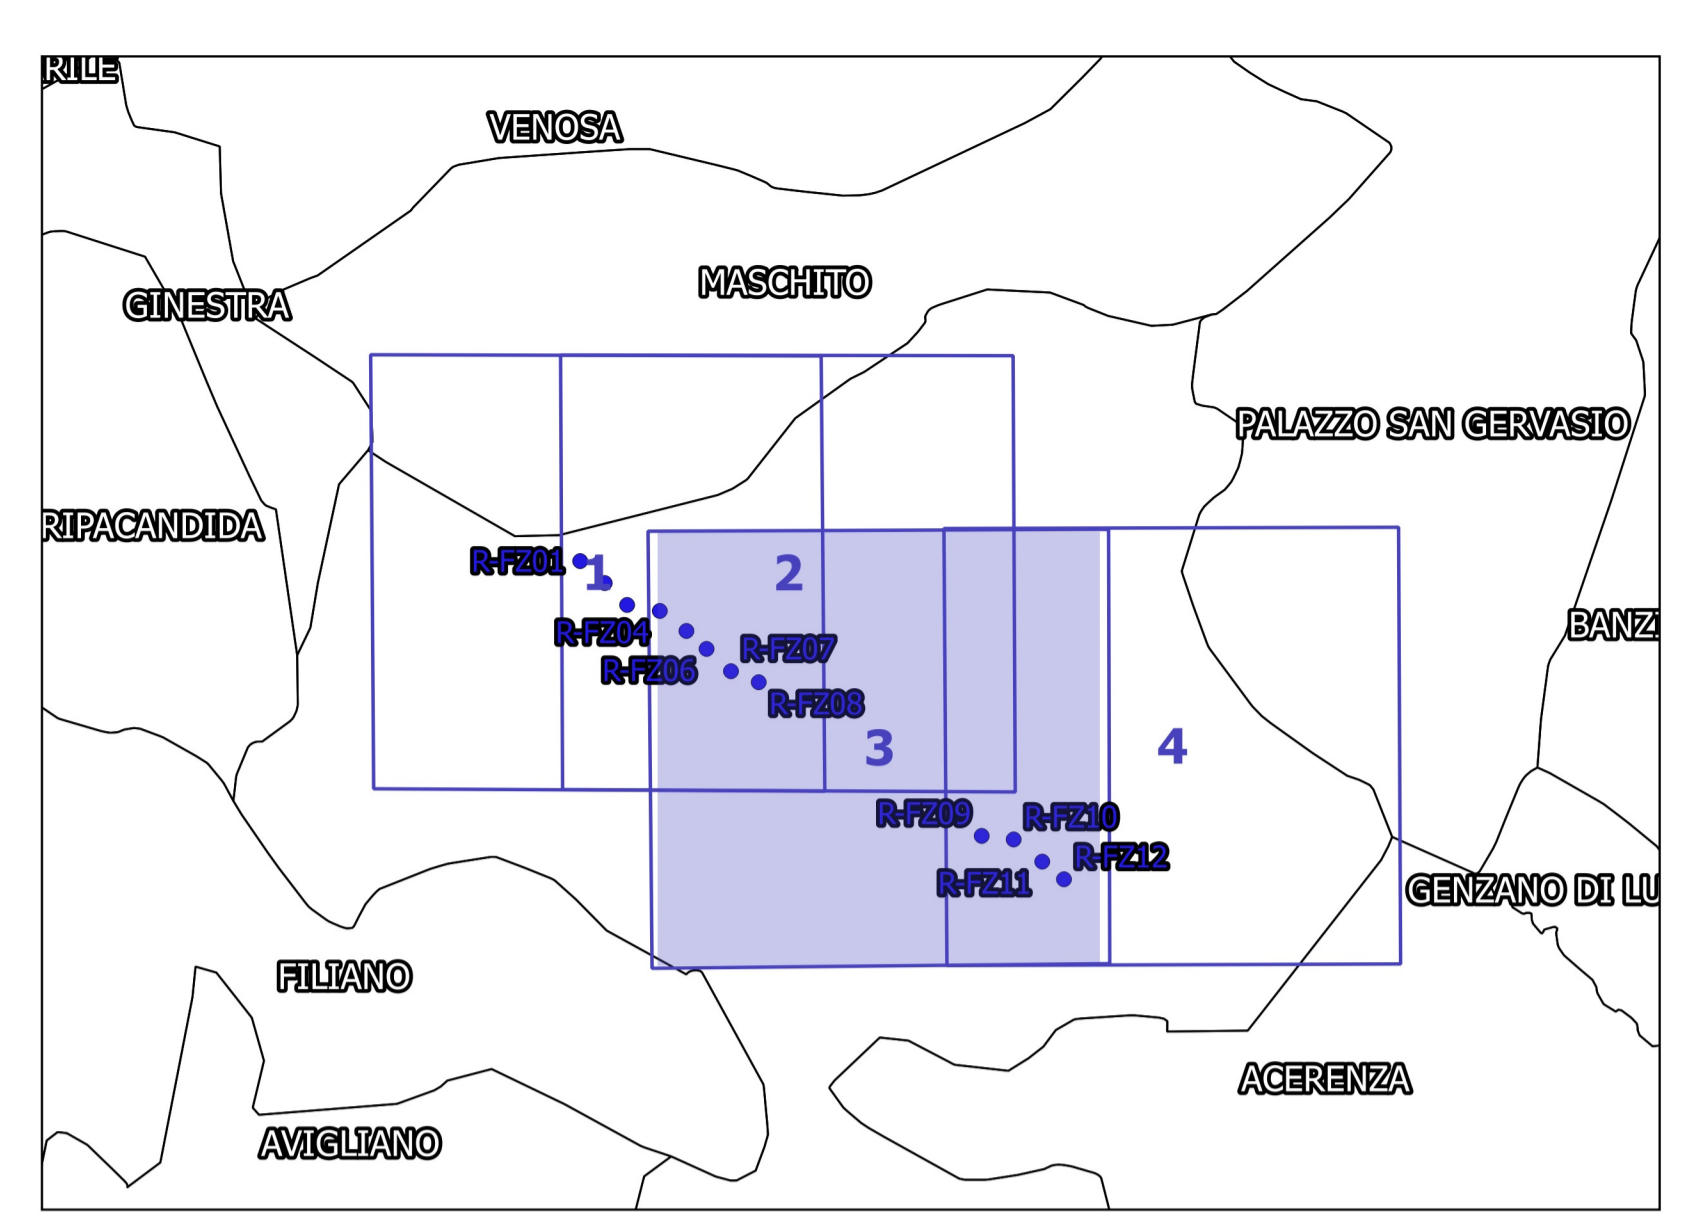 RILE
VENOSA
MASCHITO
GINESTRA
PALAZZO SAN GERVASIO
RIPACANDIDA
R-FZ01
1
2
BANZI
R-FZ04
R-FZ07
R-FZ06
R-FZ08
3
4
R-FZ09
R-FZ10
R-FZ12
R-FZ11
GENZANO DI LU
FILIANO
ACERENZA
AVIGLIANO